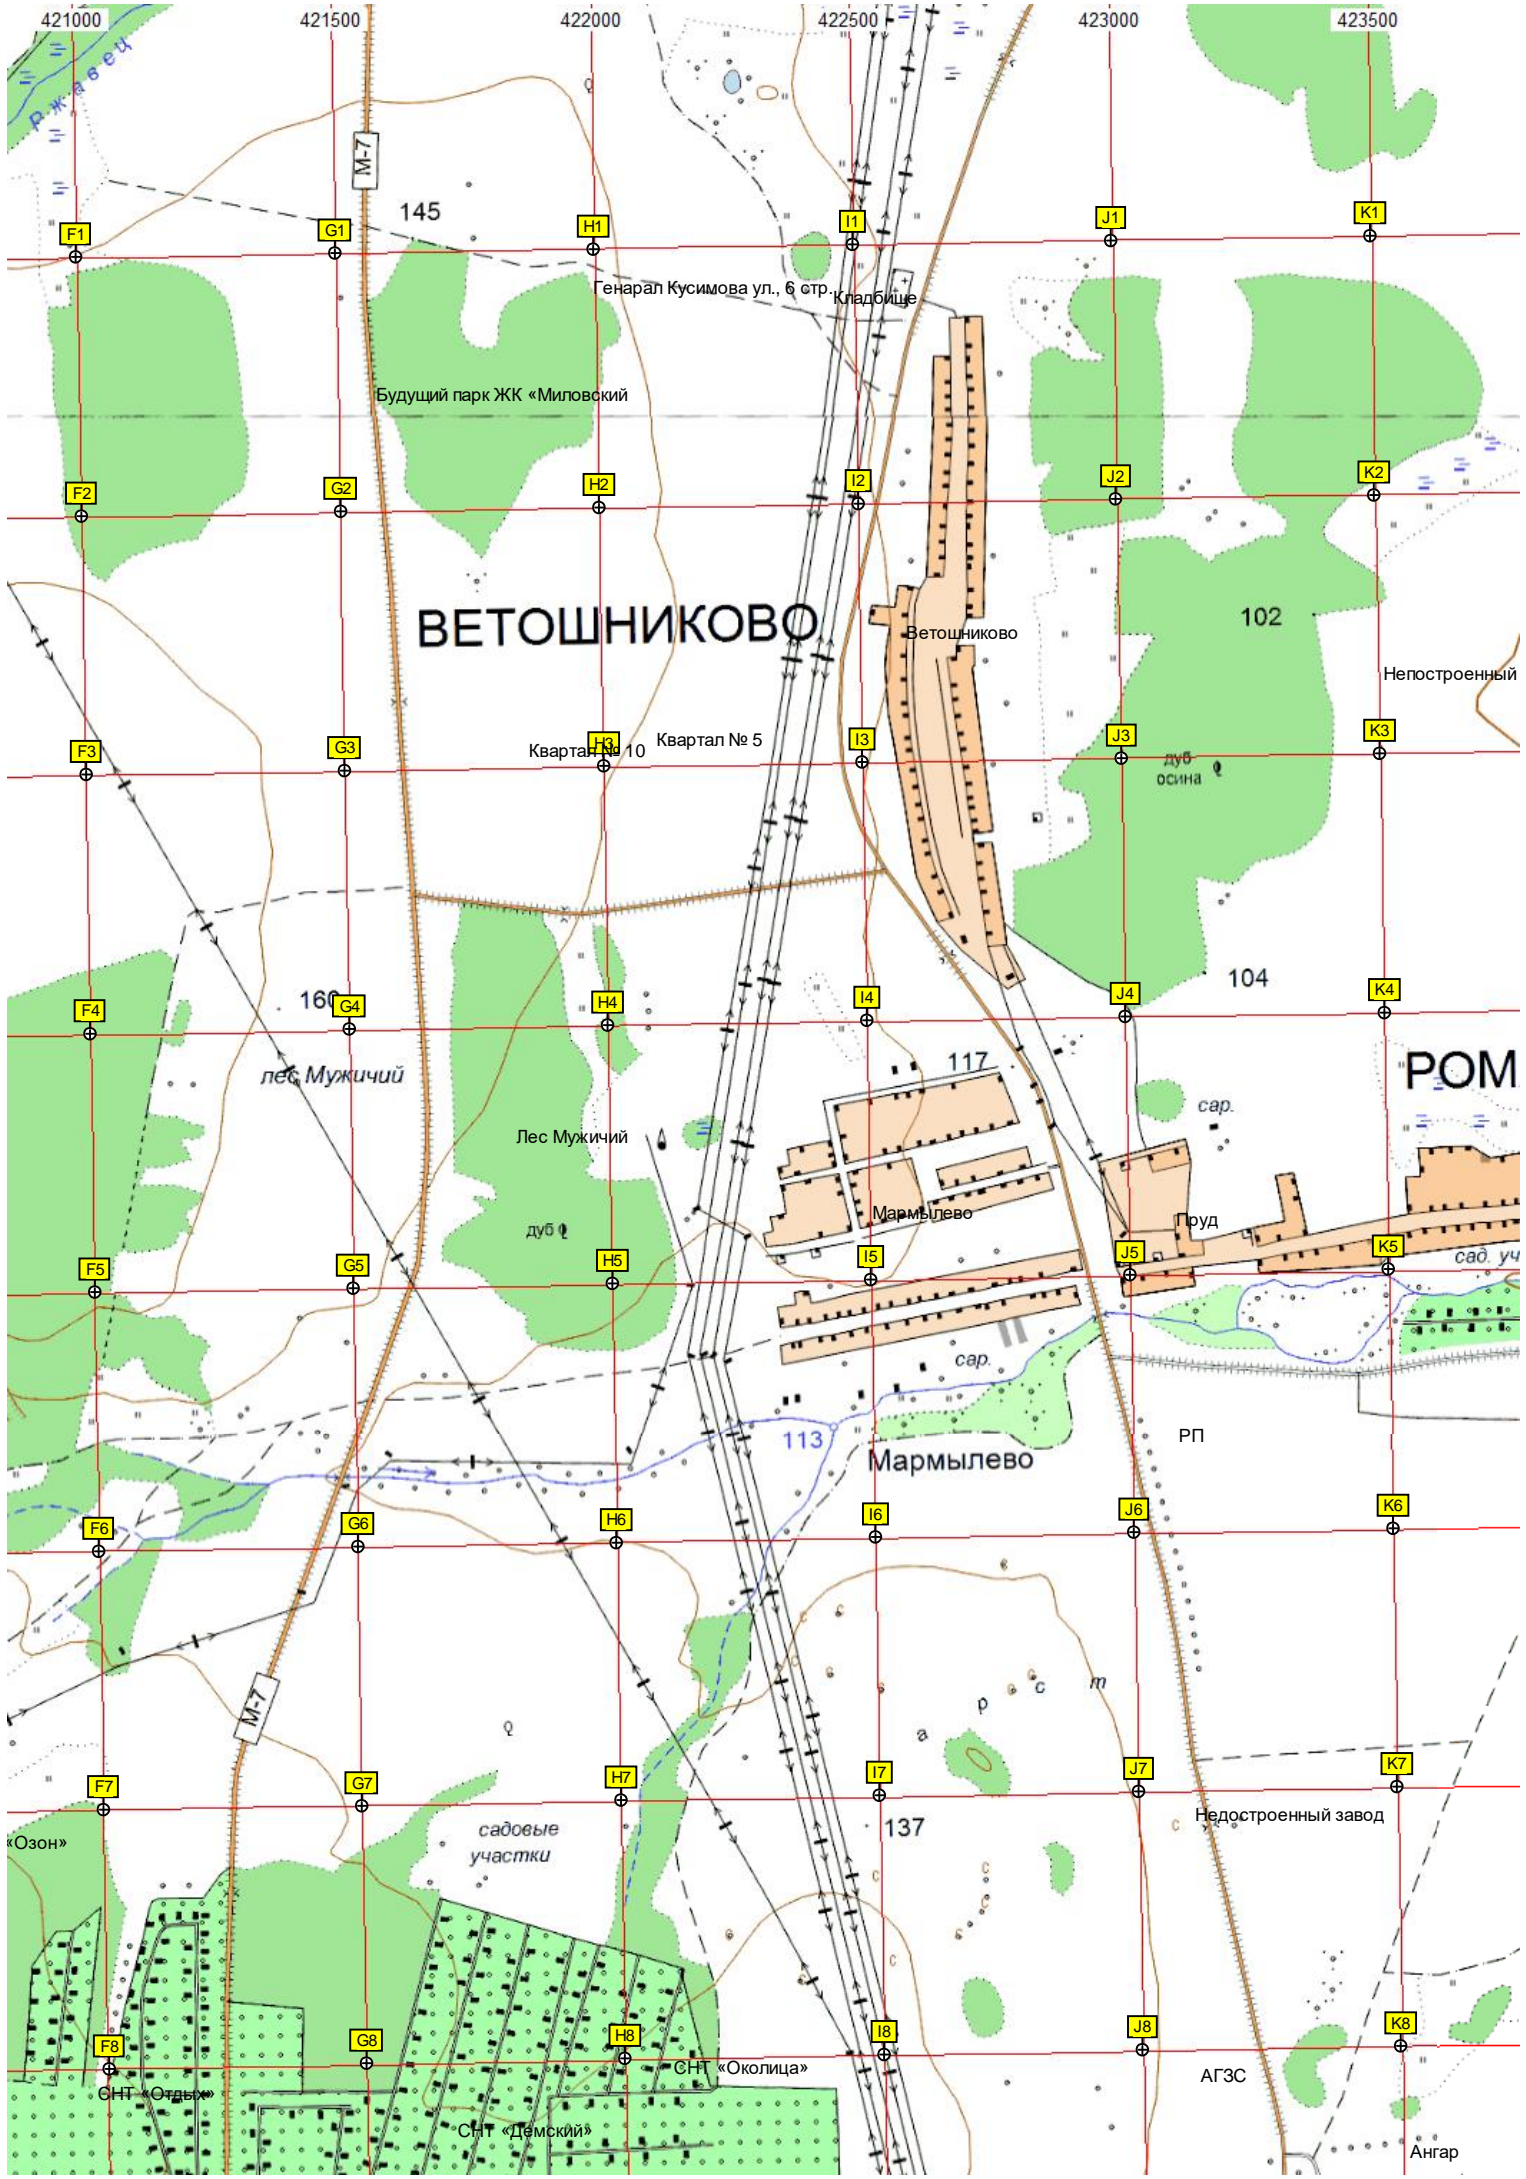 421000 421500 422000 422500 423000 423500
Ржавец
М-7
145
F1 G1 H1 I1 J1 K1
Генарал Кусимова ул., 6 стр.
Кладбище
Будущий парк ЖК «Миловский
F2 G2 H2 I2 J2 K2
ВЕТОШНИКОВО
102
Ветошниково
Непостроенный
F3 G3 H3 I3 J3 K3
Квартал № 10
Квартал № 5
дуб
осина
104
160
F4 G4 H4 I4 J4 K4
лес Мужичий
117
РОМ
сар.
Лес Мужичий
Мармылево
Пруд
дуб
F5 G5 H5 I5 J5 K5
сад. уч
сар.
РП
113
Мармылево
F6 G6 H6 I6 J6 K6
а р с т
М-7
F7 G7 H7 I7 J7 K7
Недостроенный завод
садовые
участки
137
«Озон»
F8 G8 H8 I8 J8 K8
СНТ «Околица»
АГЗС
СНТ «Отдых»
СНТ «Демский»
Ангар